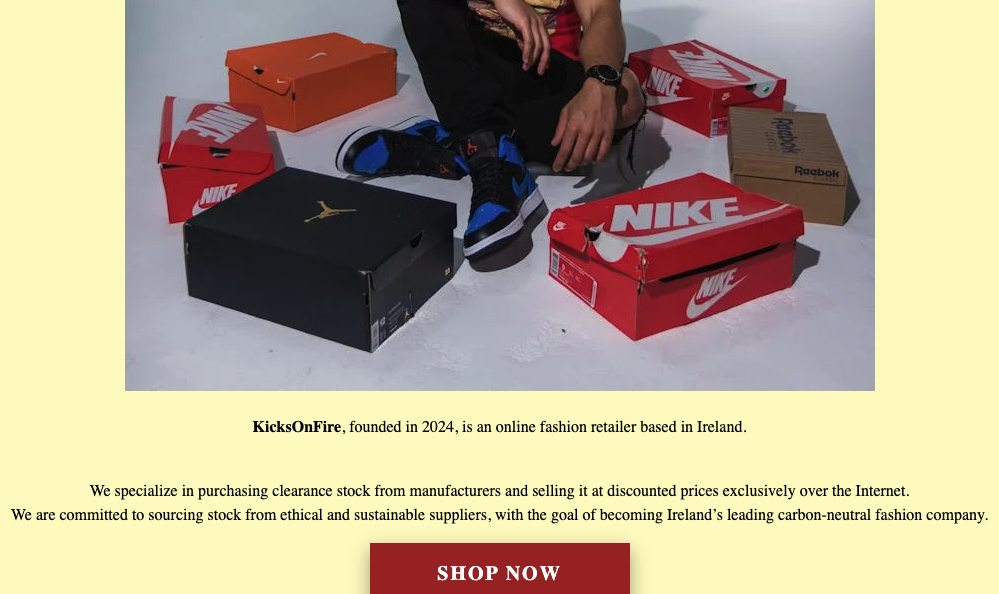 NIKE
NIKE
NIKE
NIKE
Reebok
Reebok
NIKE
NIKE
KicksOnFire, founded in 2024, is an online fashion retailer based in Ireland.
We specialize in purchasing clearance stock from manufacturers and selling it at discounted prices exclusively over the Internet.
We are committed to sourcing stock from ethical and sustainable suppliers, with the goal of becoming Ireland’s leading carbon-neutral fashion company.
SHOP NOW